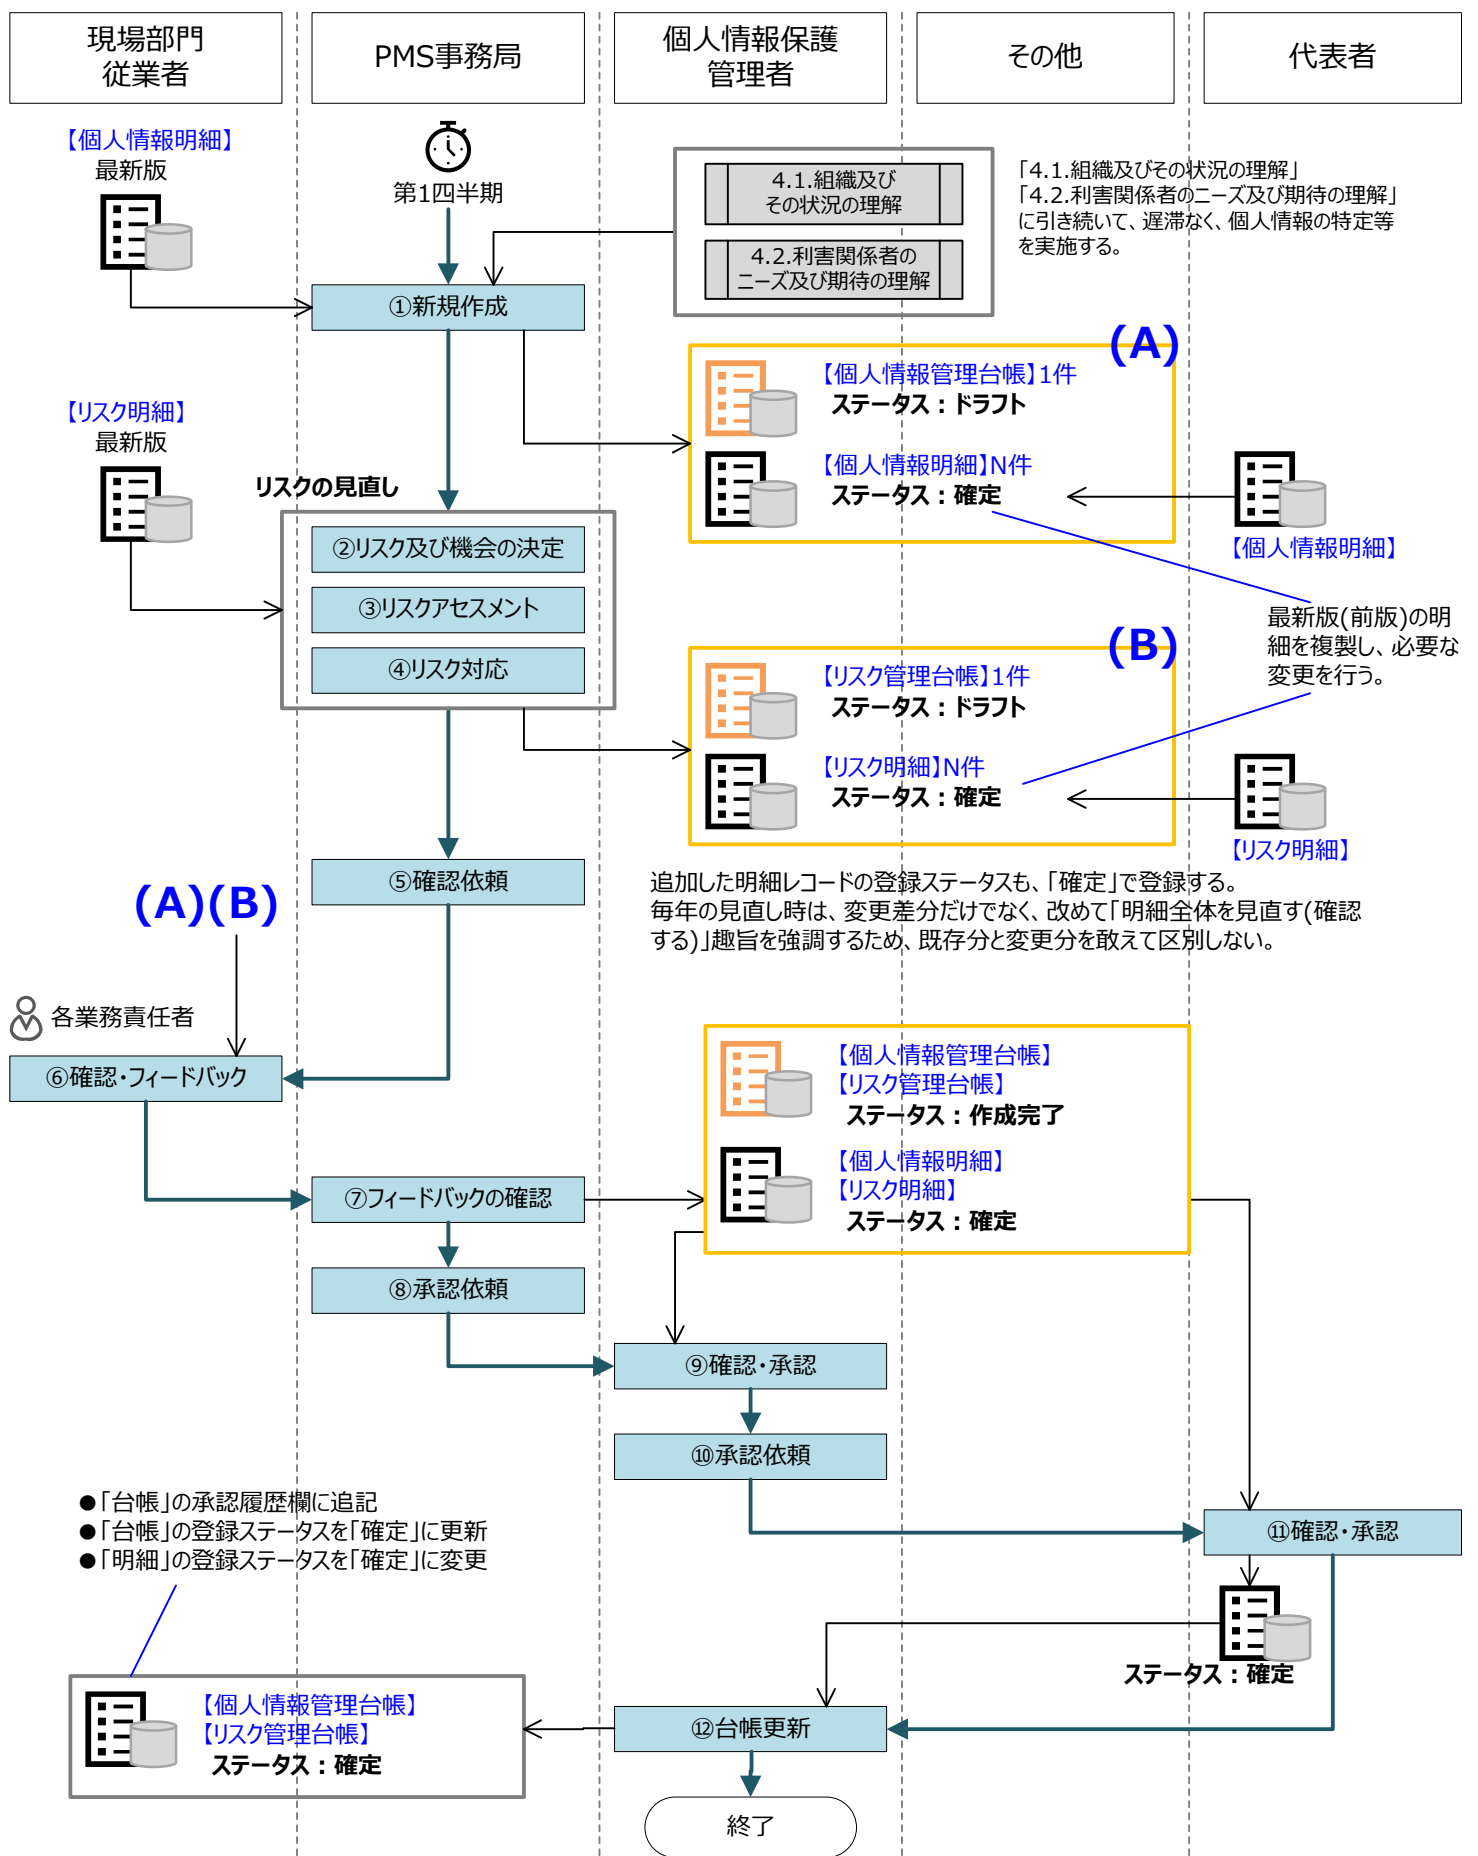 現場部門
従業者
PMS事務局
個人情報保護
管理者
その他
代表者
【個人情報明細】
最新版
第1四半期
4.1.組織及び
その状況の理解
4.2.利害関係者の
ニーズ及び期待の理解
「4.1.組織及びその状況の理解」
「4.2.利害関係者のニーズ及び期待の理解」
に引き続いて、遅滞なく、個人情報の特定等
を実施する。
①新規作成
(A)
【個人情報管理台帳】1件
ステータス：ドラフト
【個人情報明細】N件
ステータス：確定
【個人情報明細】
【リスク明細】
最新版
リスクの見直し
②リスク及び機会の決定
③リスクアセスメント
④リスク対応
最新版(前版)の明
細を複製し、必要な
変更を行う。
(B)
【リスク管理台帳】1件
ステータス：ドラフト
【リスク明細】N件
ステータス：確定
【リスク明細】
⑤確認依頼
追加した明細レコードの登録ステータスも、「確定」で登録する。
毎年の見直し時は、変更差分だけでなく、改めて「明細全体を見直す(確認
する)」趣旨を強調するため、既存分と変更分を敢えて区別しない。
(A)(B)
各業務責任者
⑥確認・フィードバック
【個人情報管理台帳】
【リスク管理台帳】
ステータス：作成完了
【個人情報明細】
【リスク明細】
ステータス：確定
⑦フィードバックの確認
⑧承認依頼
⑨確認・承認
⑩承認依頼
⑪確認・承認
●「台帳」の承認履歴欄に追記
●「台帳」の登録ステータスを「確定」に更新
●「明細」の登録ステータスを「確定」に変更
ステータス：確定
【個人情報管理台帳】
【リスク管理台帳】
ステータス：確定
⑫台帳更新
終了